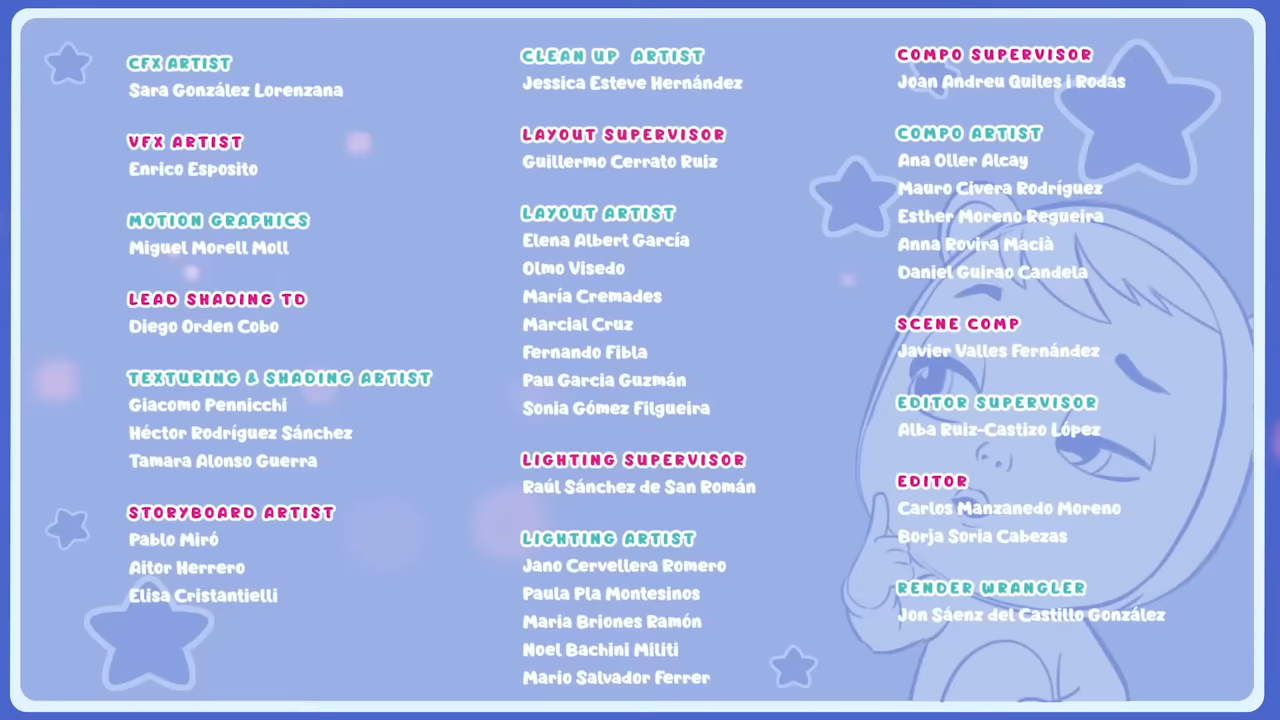 CFX ARTIST
Sara González Lorenzana
VFX ARTIST
Enrico Esposito
MOTION GRAPHICS
Miguel Morell Moll
LEAD SHADING TD
Diego Orden Cobo
TEXTURING & SHADING ARTIST
Giacomo Pennicchi
Héctor Rodríguez Sánchez
Tamara Alonso Guerra
STORYBOARD ARTIST
Pablo Miró
Aitor Herrero
Elisa Cristantielli
CLEAN UP ARTIST
Jessica Esteve Hernández
LAYOUT SUPERVISOR
Guillermo Cerrato Ruiz
LAYOUT ARTIST
Elena Albert García
Olmo Visedo
María Cremades
Marcial Cruz
Fernando Fibla
Pau Garcia Guzmán
Sonia Gómez Filgueira
LIGHTING SUPERVISOR
Raúl Sánchez de San Román
LIGHTING ARTIST
Jano Cervellera Romero
Paula Pla Montesinos
Maria Briones Ramón
Noel Bachini Militi
Mario Salvador Ferrer
COMPO SUPERVISOR
Joan Andreu Quiles i Rodas
COMPO ARTIST
Ana Oller Alcay
Mauro Civera Rodríguez
Esther Moreno Regueira
Anna Rovira Macià
Daniel Guirao Candela
SCENE COMP
Javier Valles Fernández
EDITOR SUPERVISOR
Alba Ruiz-Castizo López
EDITOR
Carlos Manzanedo Moreno
Borja Soria Cabezas
RENDER WRANGLER
Jon Sáenz del Castillo González